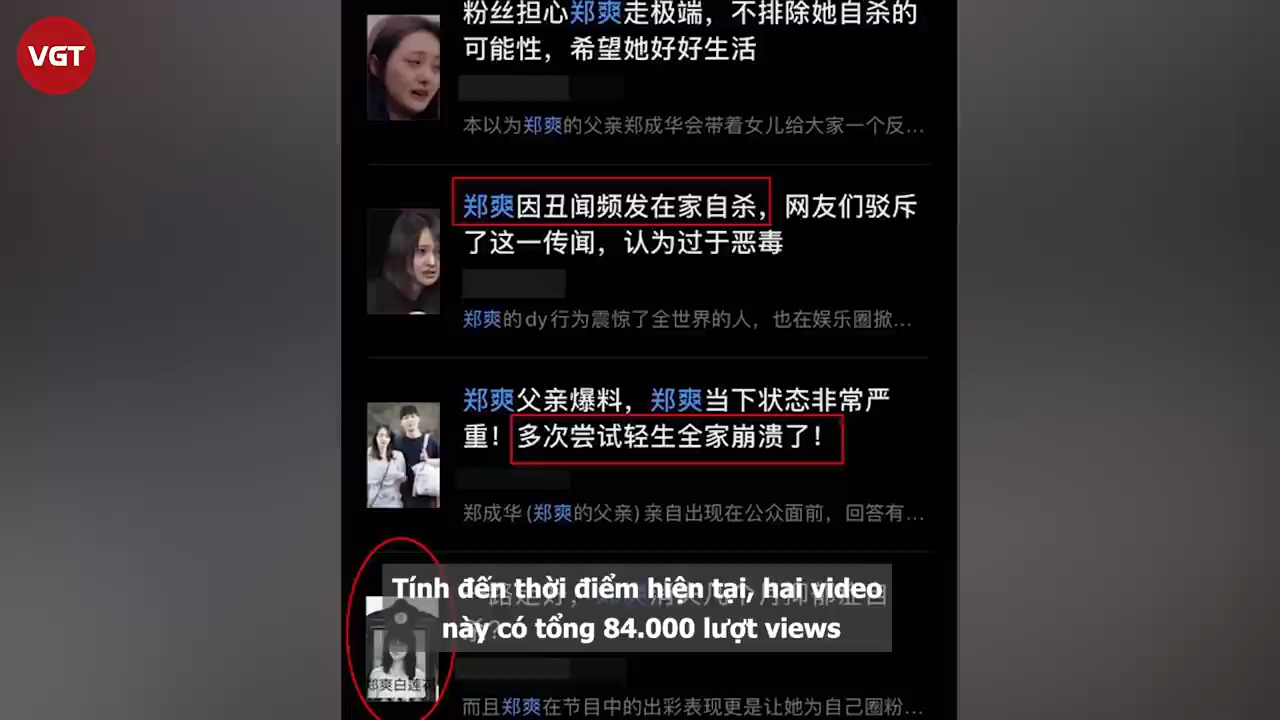 VGT
粉丝担心郑爽走极端，不排除她自杀的
可能性，希望她好好生活
本以为郑爽的父亲郑成华会带着女儿给大家一个反...
郑爽因丑闻频发在家自杀，网友们驳斥
了这一传闻，认为过于恶毒
郑爽的dy行为震惊了全世界的人，也在娱乐圈掀...
郑爽父亲爆料，郑爽当下状态非常严
重！多次尝试轻生全家崩溃了！
郑成华(郑爽的父亲)亲自出现在公众面前，回答有...
Tính đến thời điểm hiện tại, hai video
này có tổng 84.000 lượt views
郑爽白莲花
而且郑爽在节目中的出彩表现更是让她为自己圈粉...